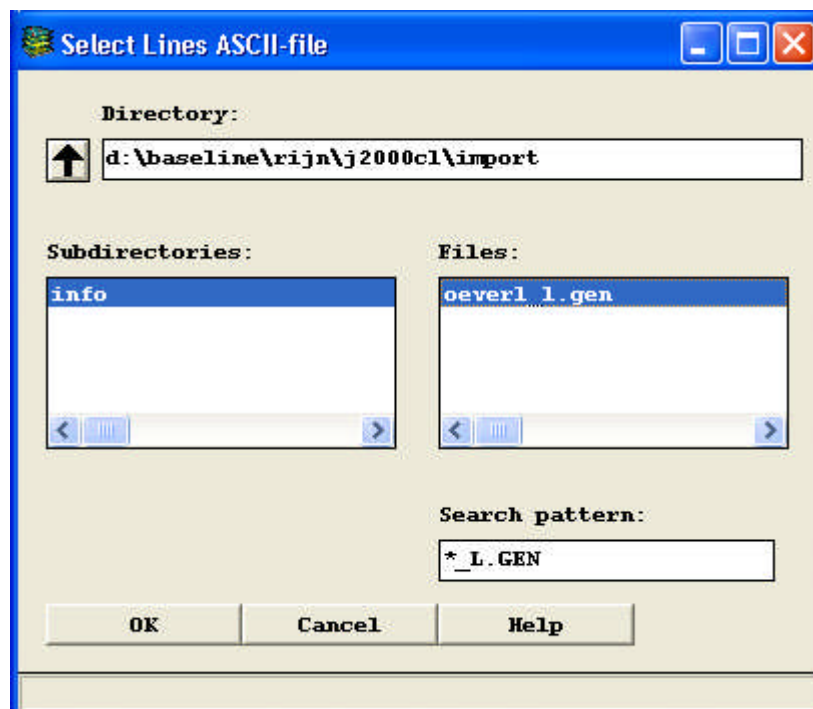 Select Lines ASCII-file
Directory:
d:\baseline\rijn\j2000cl\import
Subdirectories:
info
Files:
oeverl_l.gen
Search pattern:
*_L.GEN
OK
Cancel
Help